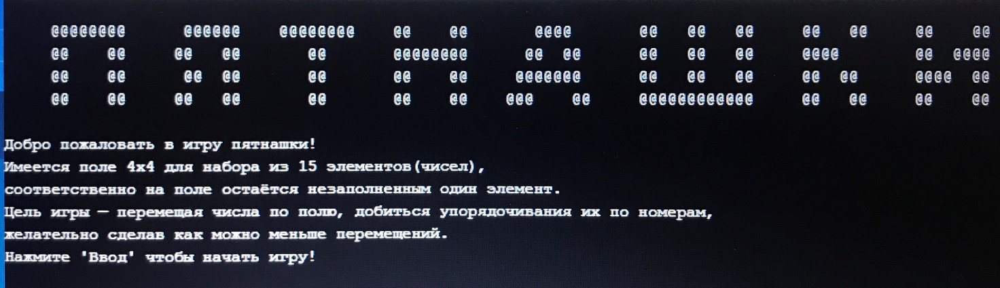 ПЯТНАШКИ
Добро пожаловать в игру пятнашки!
Имеется поле 4x4 для набора из 15 элементов(чисел),
соответственно на поле остаётся незаполненным один элемент.
Цель игры — перемещая числа по полю, добиться упорядочивания их по номерам,
желательно сделав как можно меньше перемещений.
Нажмите 'Ввод' чтобы начать игру!